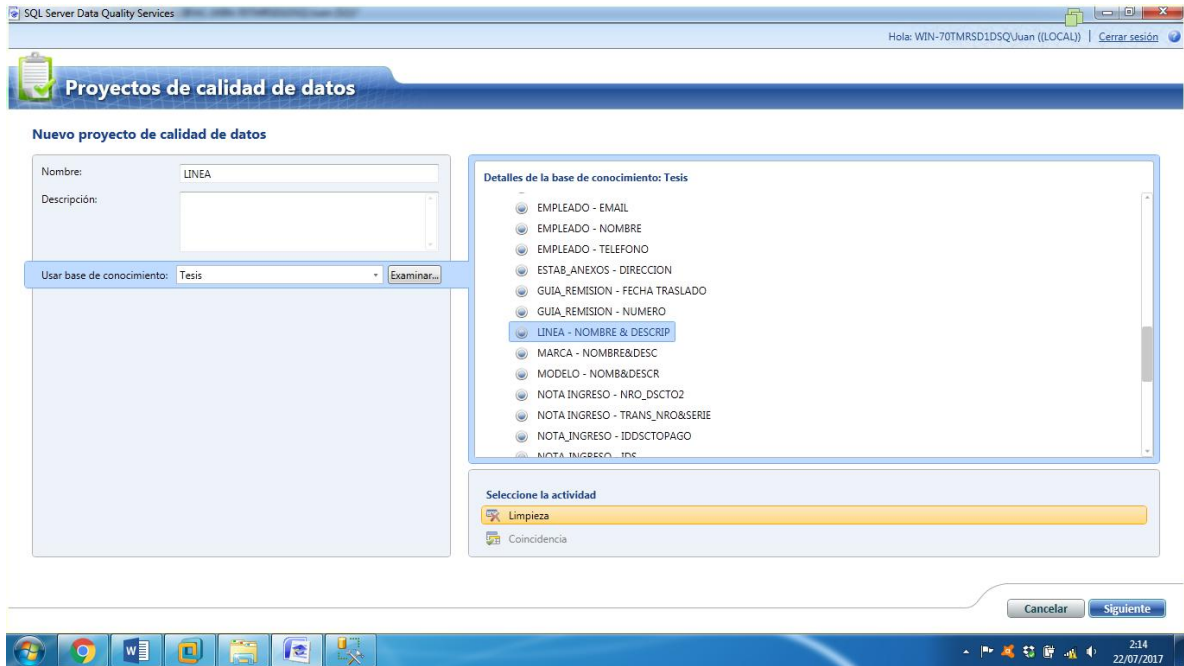 SQL Server Data Quality Services
Hola: WIN-70TMRSD1DSQ\Juan ((LOCAL)) | Cerrar sesión
Proyectos de calidad de datos
Nuevo proyecto de calidad de datos
Nombre: LINEA
Descripción:
Usar base de conocimiento: Tesis Examinar...
Detalles de la base de conocimiento: Tesis
EMPLEADO - EMAIL
EMPLEADO - NOMBRE
EMPLEADO - TELEFONO
ESTAB_ANEXOS - DIRECCION
GUIA_REMISION - FECHA TRASLADO
GUIA_REMISION - NUMERO
LINEA - NOMBRE & DESCRIP
MARCA - NOMBRE&DESC
MODELO - NOMB&DESCR
NOTA INGRESO - NRO_DSCTO2
NOTA INGRESO - TRANS_NRO&SERIE
NOTA_INGRESO - IDDSCTOPAGO
NOTA_INGRESO - IDS
Seleccione la actividad
Limpieza
Coincidencia
Cancelar Siguiente
2:14
22/07/2017